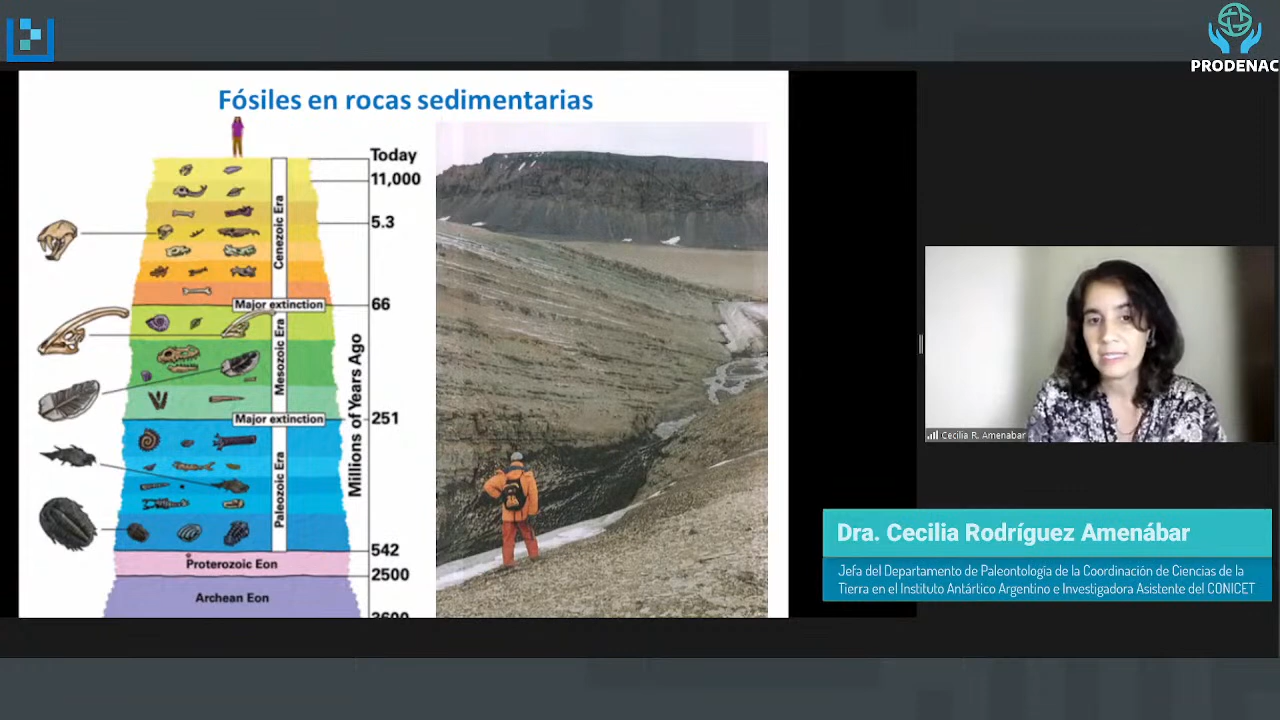 PRODENAC
Fósiles en rocas sedimentarias
Today
11,000
5.3
66
251
542
2500
3600
Millions of Years Ago
Cenezoic Era
Major extinction
Mesozoic Era
Major extinction
Paleozoic Era
Proterozoic Eon
Archean Eon
Cecilia R. Amenabar
Dra. Cecilia Rodríguez Amenábar
Jefa del Departamento de Paleontología de la Coordinación de Ciencias de la
Tierra en el Instituto Antártico Argentino e Investigadora Asistente del CONICET